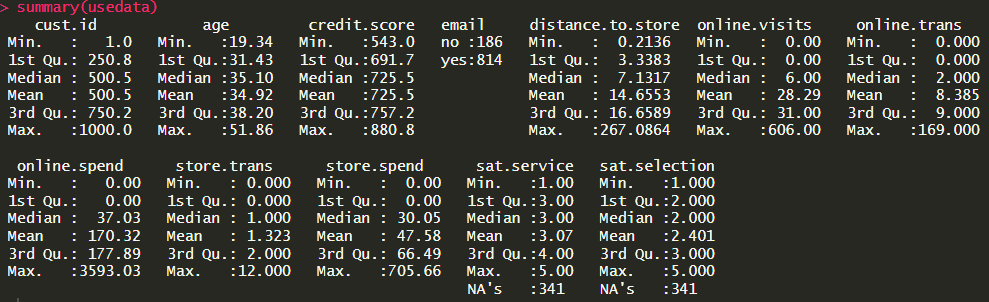 > summary(usedata)
cust.id age credit.score email distance.to.store online.visits online.trans
Min. : 1.0 Min. :19.34 Min. :543.0 no :186 Min. : 0.2136 Min. : 0.00 Min. : 0.000
1st Qu.: 250.8 1st Qu.:31.43 1st Qu.:691.7 yes:814 1st Qu.: 3.3383 1st Qu.: 0.00 1st Qu.: 0.000
Median : 500.5 Median :35.10 Median :725.5 Median : 7.1317 Median : 6.00 Median : 2.000
Mean : 500.5 Mean :34.92 Mean :725.5 Mean : 14.6553 Mean : 28.29 Mean : 8.385
3rd Qu.: 750.2 3rd Qu.:38.20 3rd Qu.:757.2 3rd Qu.: 16.6589 3rd Qu.: 31.00 3rd Qu.: 9.000
Max. :1000.0 Max. :51.86 Max. :880.8 Max. :267.0864 Max. :606.00 Max. :169.000
online.spend store.trans store.spend sat.service sat.selection
Min. : 0.00 Min. : 0.000 Min. : 0.00 Min. :1.00 Min. :1.000
1st Qu.: 0.00 1st Qu.: 0.000 1st Qu.: 0.00 1st Qu.:3.00 1st Qu.:2.000
Median : 37.03 Median : 1.000 Median : 30.05 Median :3.00 Median :2.000
Mean : 170.32 Mean : 1.323 Mean : 47.58 Mean :3.07 Mean :2.401
3rd Qu.: 177.89 3rd Qu.: 2.000 3rd Qu.: 66.49 3rd Qu.:4.00 3rd Qu.:3.000
Max. :3593.03 Max. :12.000 Max. :705.66 Max. :5.00 Max. :5.000
NA's :341 NA's :341